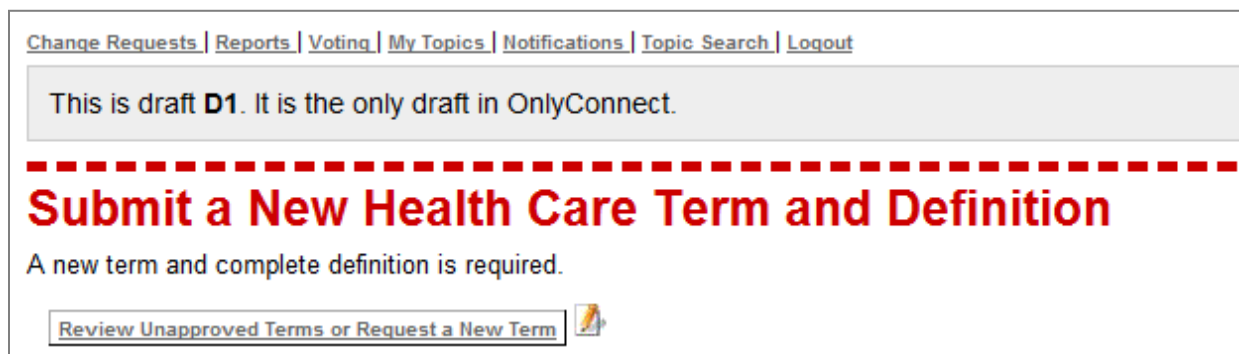 Change Requests | Reports | Voting | My Topics | Notifications | Topic Search | Logout
This is draft D1. It is the only draft in OnlyConnect.
Submit a New Health Care Term and Definition
A new term and complete definition is required.
Review Unapproved Terms or Request a New Term